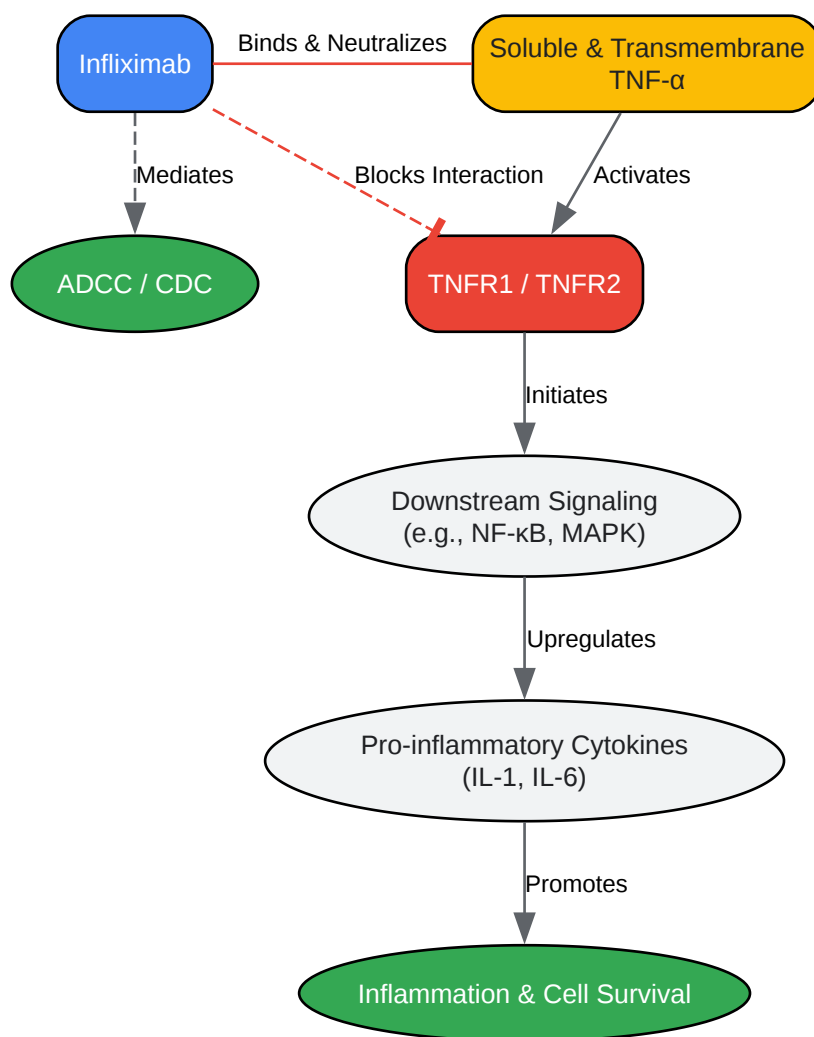 Infliximab
Binds & Neutralizes
Soluble & Transmembrane
TNF-α
Mediates
Blocks Interaction
Activates
ADCC / CDC
TNFR1 / TNFR2
Initiates
Downstream Signaling
(e.g., NF-κB, MAPK)
Upregulates
Pro-inflammatory Cytokines
(IL-1, IL-6)
Promotes
Inflammation & Cell Survival